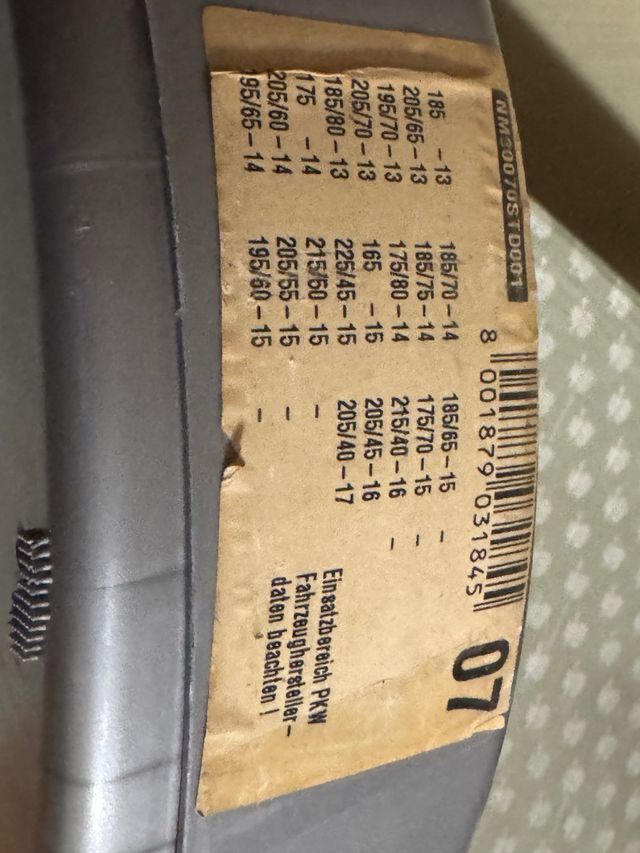 NMS0070STD001
8 001879 031845 07
185 –13 185/70–14 185/65–15 –
205/65–13 185/75–14 175/70–15 –
195/70–13 175/80–14 215/40–16 –
205/70–13 165 –15 205/45–16
185/80–13 225/45–15 205/40–17
175 –14 215/50–15 –
205/60–14 205/55–15 –
195/65–14 195/60–15 –
Einsatzbereich PKW
Fahrzeughersteller–
daten beachten !